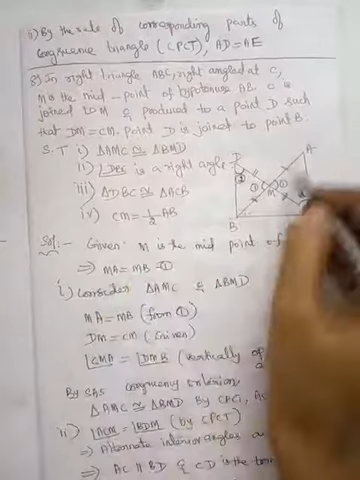 ii) By the rule of corresponding parts of
congruence triangle (CPCT), AD = AE
8) In right triangle ABC, right angled at C,
M is the mid-point of hypotenuse AB. C is
joined to M & produced to a point D such
that DM = CM. Point D is joined to point B.
S.T i) ΔAMC ≅ ΔBMD
ii) ∠DBC is a right angle
iii) ΔDBC ≅ ΔACB
iv) CM = 1/2 AB
D
A
M
B
Sol:- Given: M is the mid point of
⇒ MA = MB -①
i) Consider ΔAMC & ΔBMD
MA = MB (from ①)
DM = CM (Given)
∠CMA = ∠DMB (vertically
By SAS congruency criterion,
ΔAMC ≅ ΔBMD by
ii) ∠ACM = ∠BDM (by CPCT)
⇒ Alternate interior angles
⇒ AC || BD & CD is the